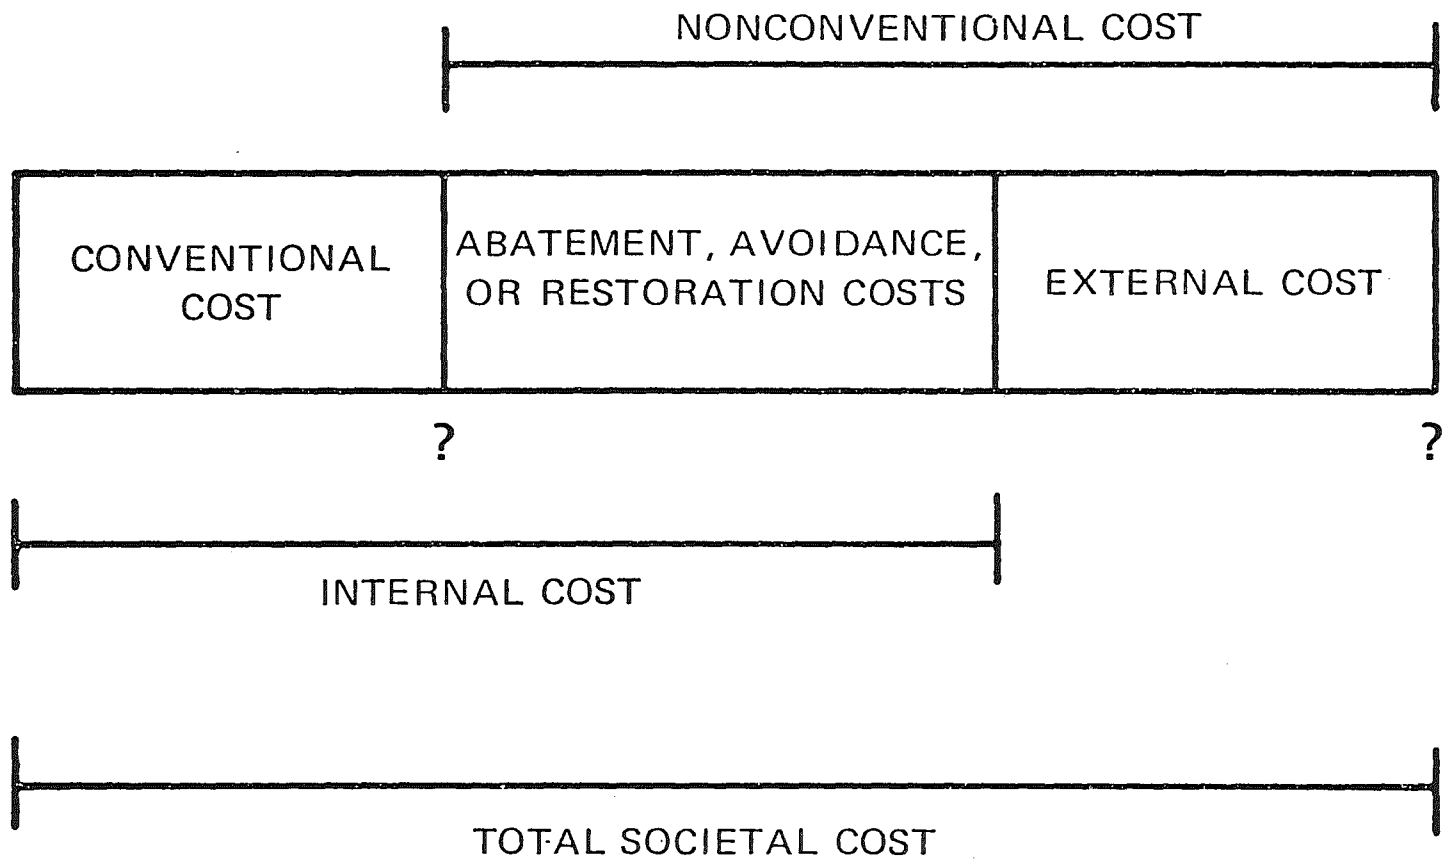 NONCONVENTIONAL COST
CONVENTIONAL
COST
ABATEMENT, AVOIDANCE,
OR RESTORATION COSTS
EXTERNAL COST
?
?
INTERNAL COST
TOTAL SOCIETAL COST